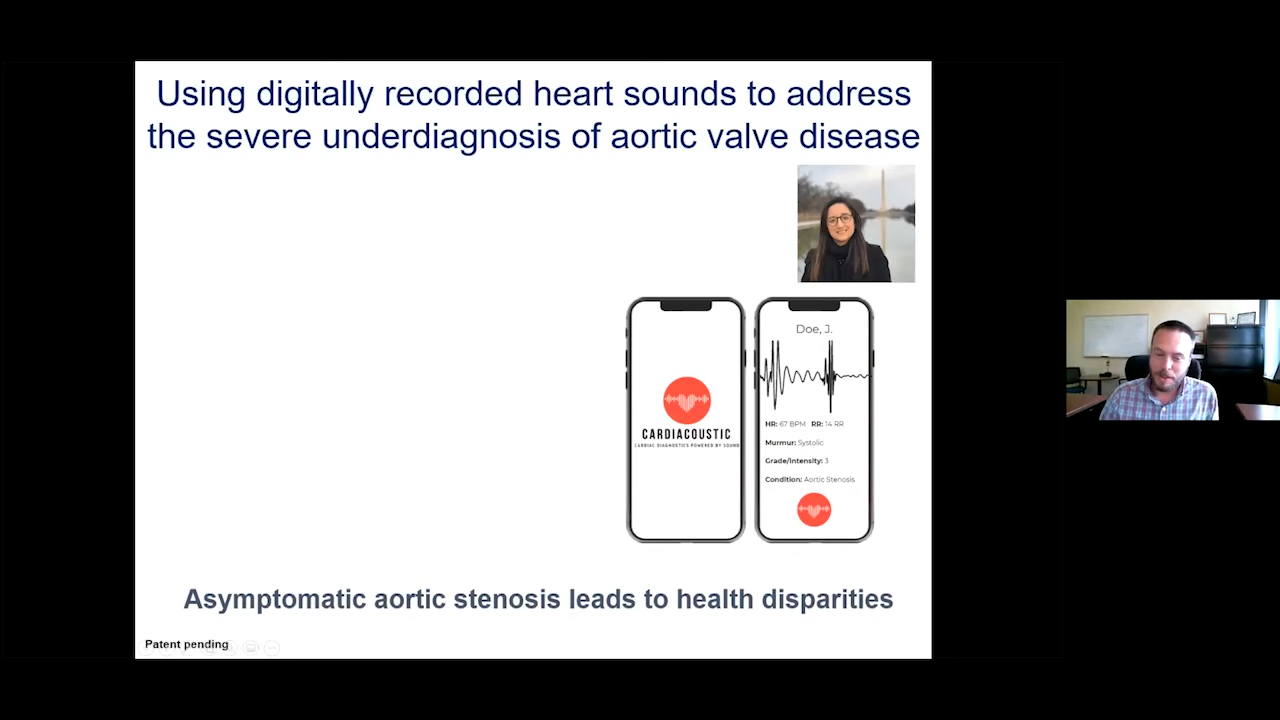 Using digitally recorded heart sounds to address
the severe underdiagnosis of aortic valve disease
CARDIACOUSTIC
CARDIAC DIAGNOSTICS POWERED BY SOUND
Doe, J.
HR: 67 BPM RR: 14 RR
Murmur: Systolic
Grade/Intensity: 3
Condition: Aortic Stenosis
Asymptomatic aortic stenosis leads to health disparities
Patent pending